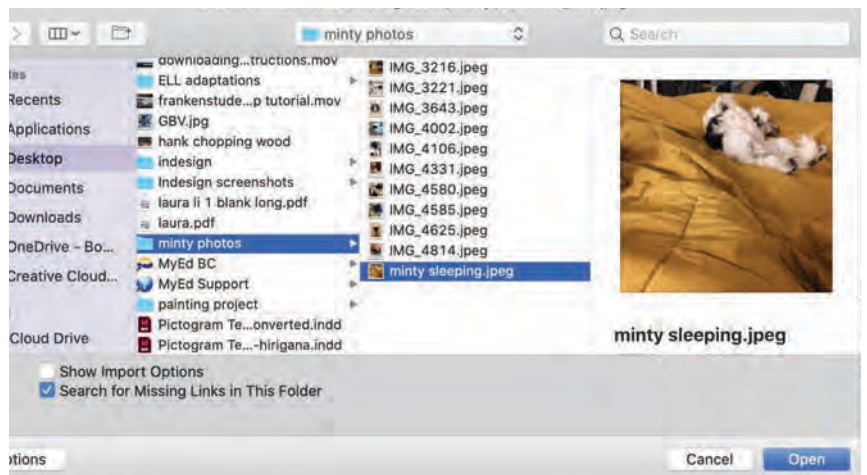 minty photos
Search
tes
Recents
Applications
Desktop
Documents
Downloads
OneDrive - Bo...
Creative Cloud...
Cloud Drive
downloading...tructions.mov
ELL adaptations
frankenstude...p tutorial.mov
GBV.jpg
hank chopping wood
indesign
Indesign screenshots
laura li 1 blank long.pdf
laura.pdf
minty photos
MyEd BC
MyEd Support
painting project
Pictogram Te...onverted.indd
Pictogram Te...-hirigana.indd
IMG_3216.jpeg
IMG_3221.jpeg
IMG_3643.jpeg
IMG_4002.jpeg
IMG_4106.jpeg
IMG_4331.jpeg
IMG_4580.jpeg
IMG_4585.jpeg
IMG_4625.jpeg
IMG_4814.jpeg
minty sleeping.jpeg
minty sleeping.jpeg
Show Import Options
Search for Missing Links in This Folder
ptions
Cancel
Open